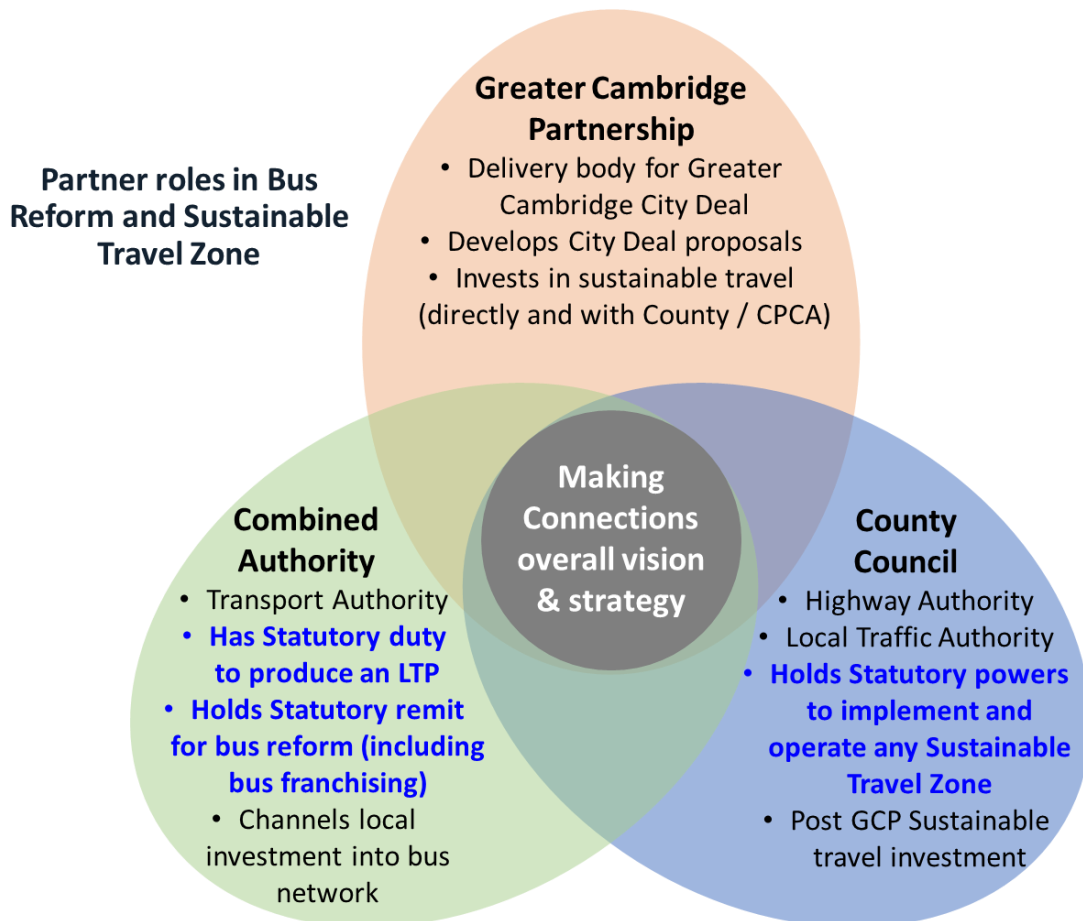 Partner roles in Bus
Reform and Sustainable
Travel Zone
Greater Cambridge
Partnership
• Delivery body for Greater
Cambridge City Deal
• Develops City Deal proposals
• Invests in sustainable travel
(directly and with County / CPCA)
Making
Connections
overall vision
& strategy
Combined
Authority
• Transport Authority
• Has Statutory duty
to produce an LTP
• Holds Statutory remit
for bus reform (including
bus franchising)
• Channels local
investment into bus
network
County
Council
• Highway Authority
• Local Traffic Authority
• Holds Statutory powers
to implement and
operate any Sustainable
Travel Zone
• Post GCP Sustainable
travel investment